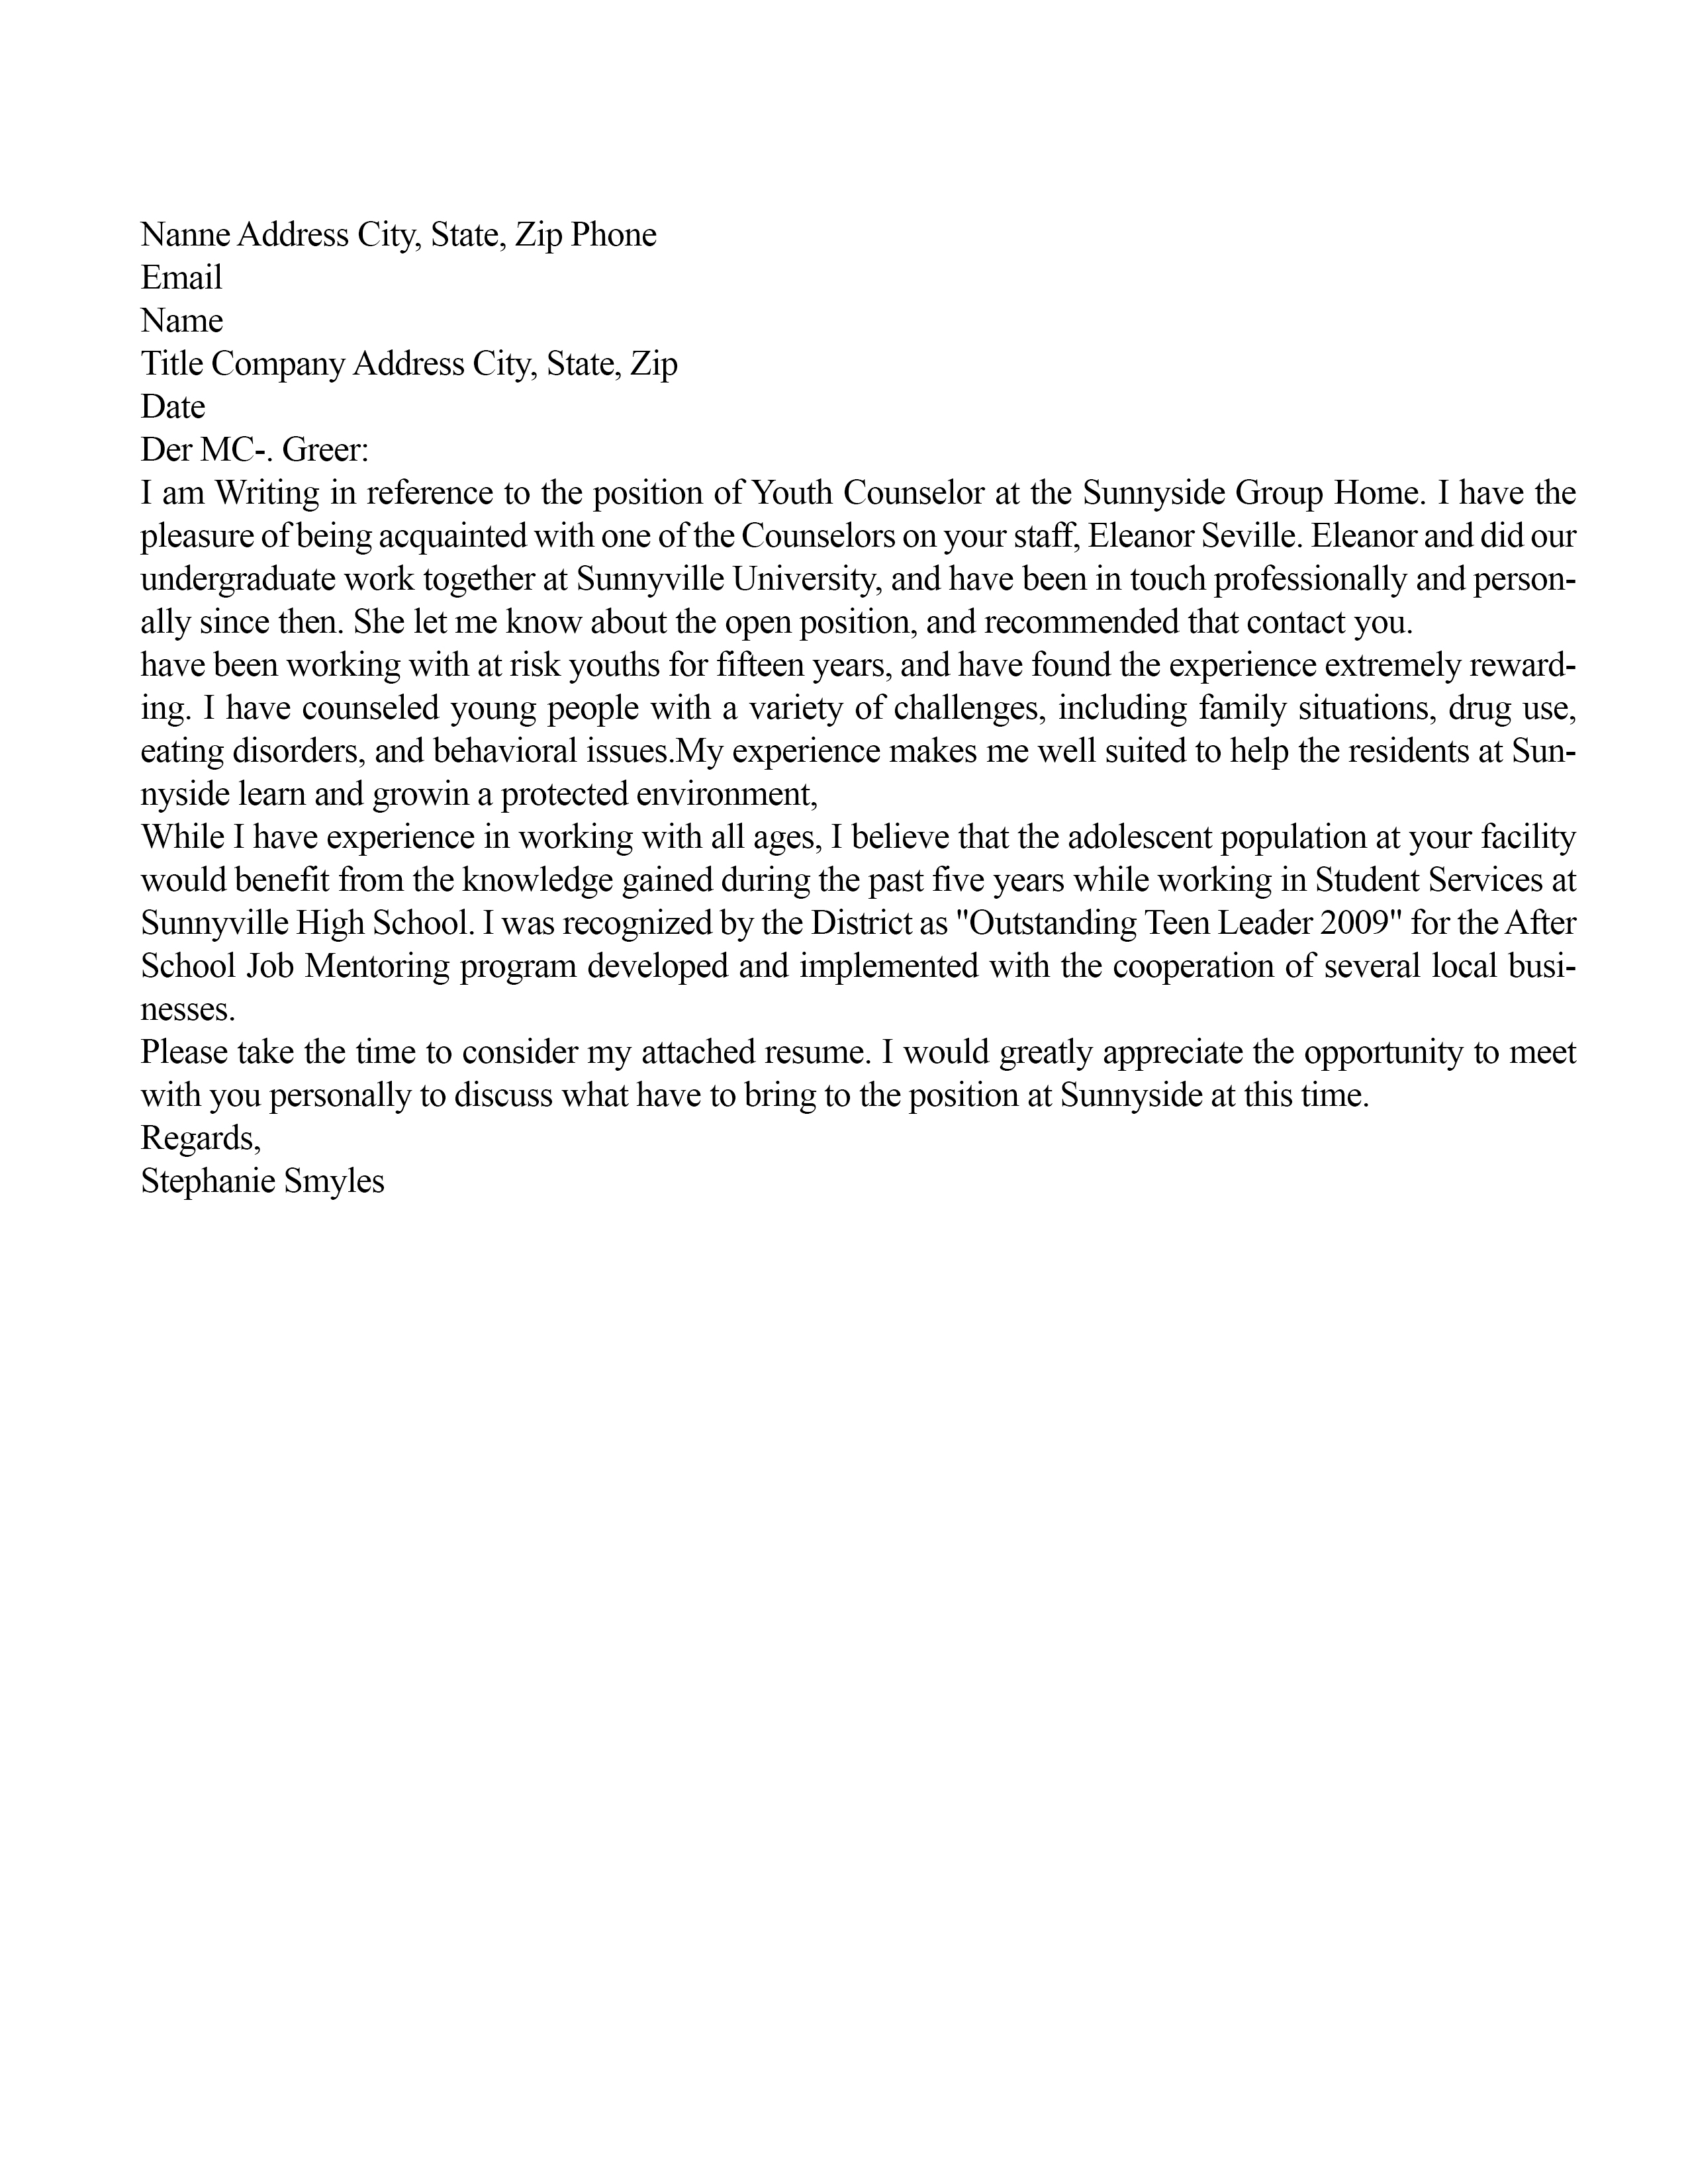 Nanne Address City, State, Zip Phone
Email
Name
Title Company Address City, State, Zip
Date
Der MC-. Greer:
I am Writing in reference to the position of Youth Counselor at the Sunnyside Group Home. I have the
pleasure of being acquainted with one of the Counselors on your staff, Eleanor Seville. Eleanor and did our
undergraduate work together at Sunnyville University, and have been in touch professionally and person-
ally since then. She let me know about the open position, and recommended that contact you.
have been working with at risk youths for fifteen years, and have found the experience extremely reward-
ing. I have counseled young people with a variety of challenges, including family situations, drug use,
eating disorders, and behavioral issues.My experience makes me well suited to help the residents at Sun-
nyside learn and growin a protected environment,
While I have experience in working with all ages, I believe that the adolescent population at your facility
would benefit from the knowledge gained during the past five years while working in Student Services at
Sunnyville High School. I was recognized by the District as "Outstanding Teen Leader 2009" for the After
School Job Mentoring program developed and implemented with the cooperation of several local busi-
nesses.
Please take the time to consider my attached resume. I would greatly appreciate the opportunity to meet
with you personally to discuss what have to bring to the position at Sunnyside at this time.
Regards,
Stephanie Smyles